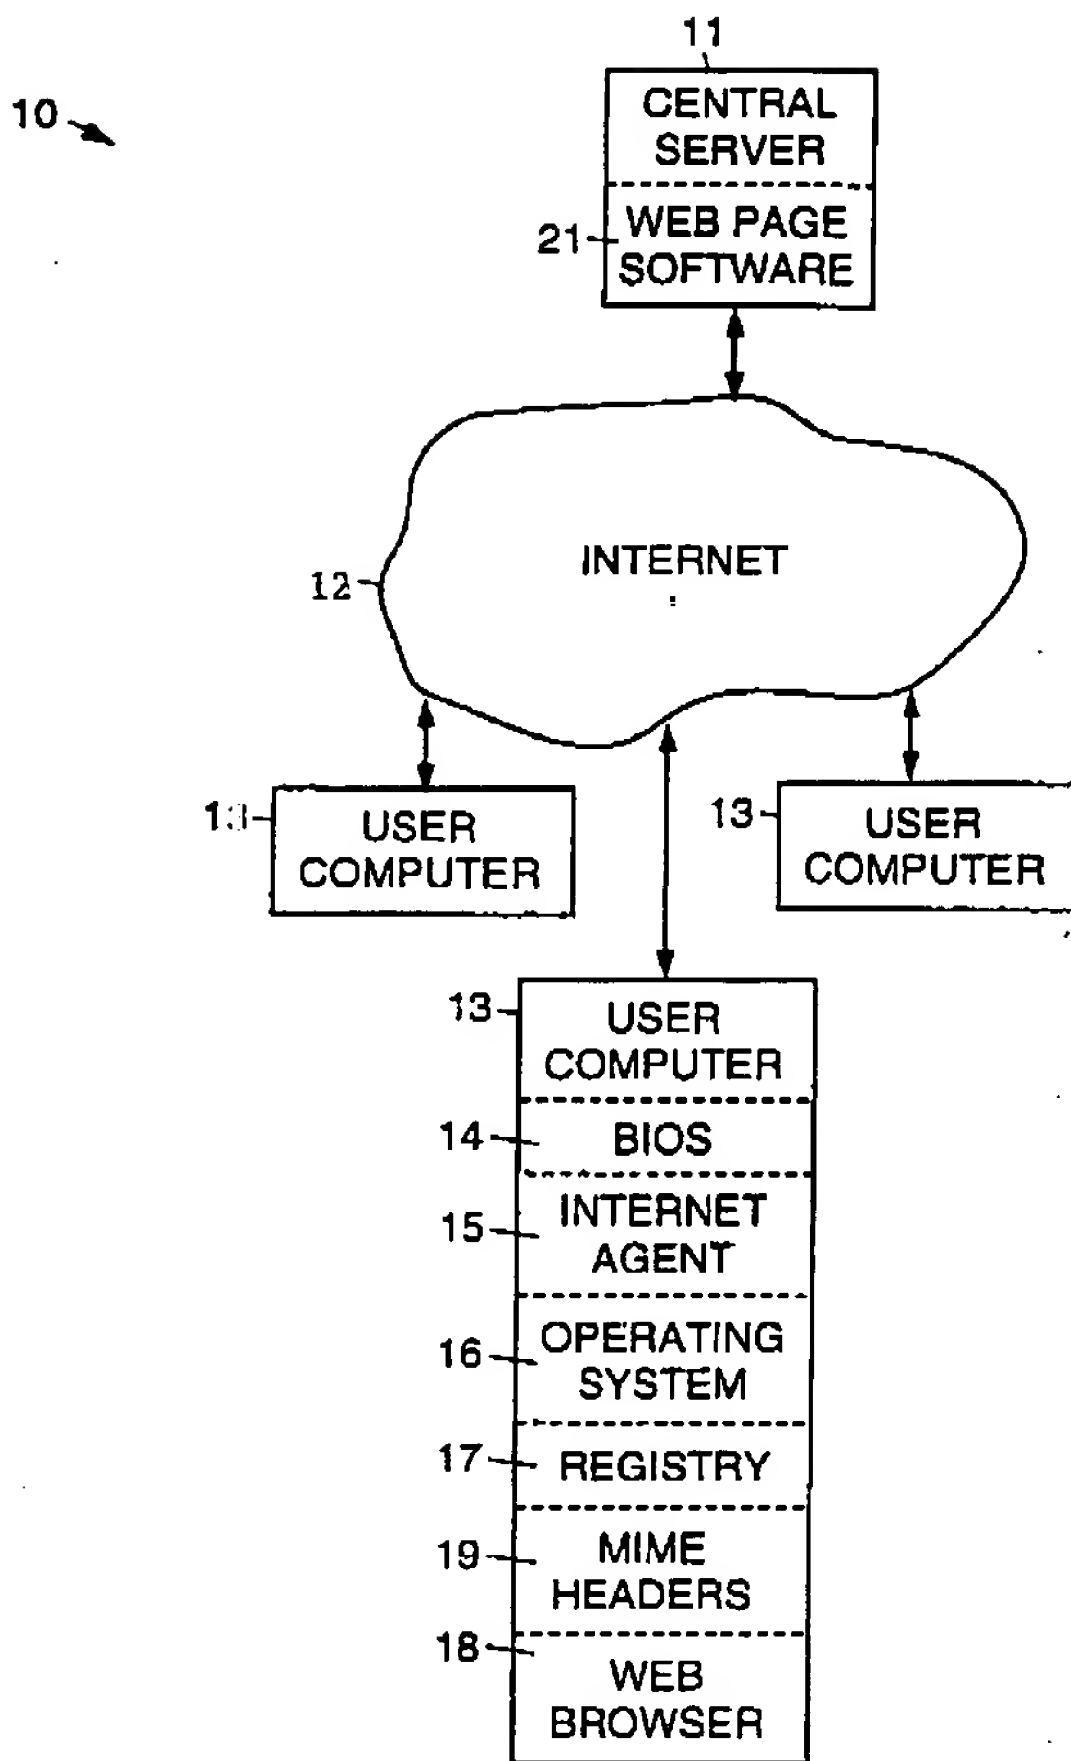 11
10
CENTRAL
SERVER
21
WEB PAGE
SOFTWARE
INTERNET
12
13
USER
COMPUTER
13
USER
COMPUTER
13
USER
COMPUTER
14
BIOS
15
INTERNET
AGENT
16
OPERATING
SYSTEM
17
REGISTRY
19
MIME
HEADERS
18
WEB
BROWSER